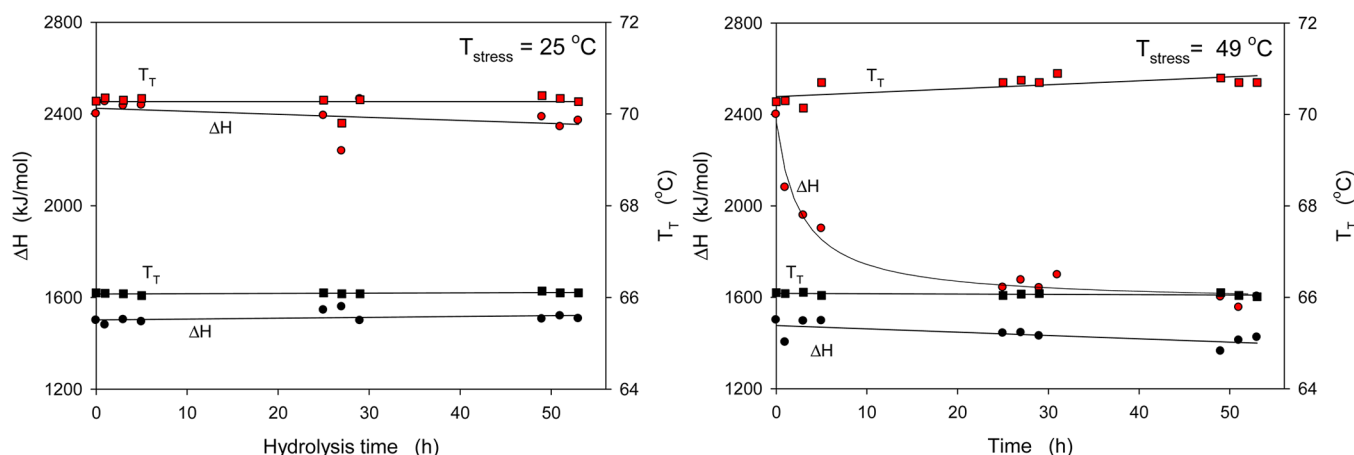 2800
2400
2000
1600
1200
ΔH (kJ/mol)
72
70
68
66
64
T_T (°C)
T_stress = 25 °C
T_T
ΔH
T_T
ΔH
0 10 20 30 40 50
Hydrolysis time (h)
2800
2400
2000
1600
1200
ΔH (kJ/mol)
72
70
68
66
64
T_T (°C)
T_stress = 49 °C
T_T
ΔH
T_T
ΔH
0 10 20 30 40 50
Time (h)